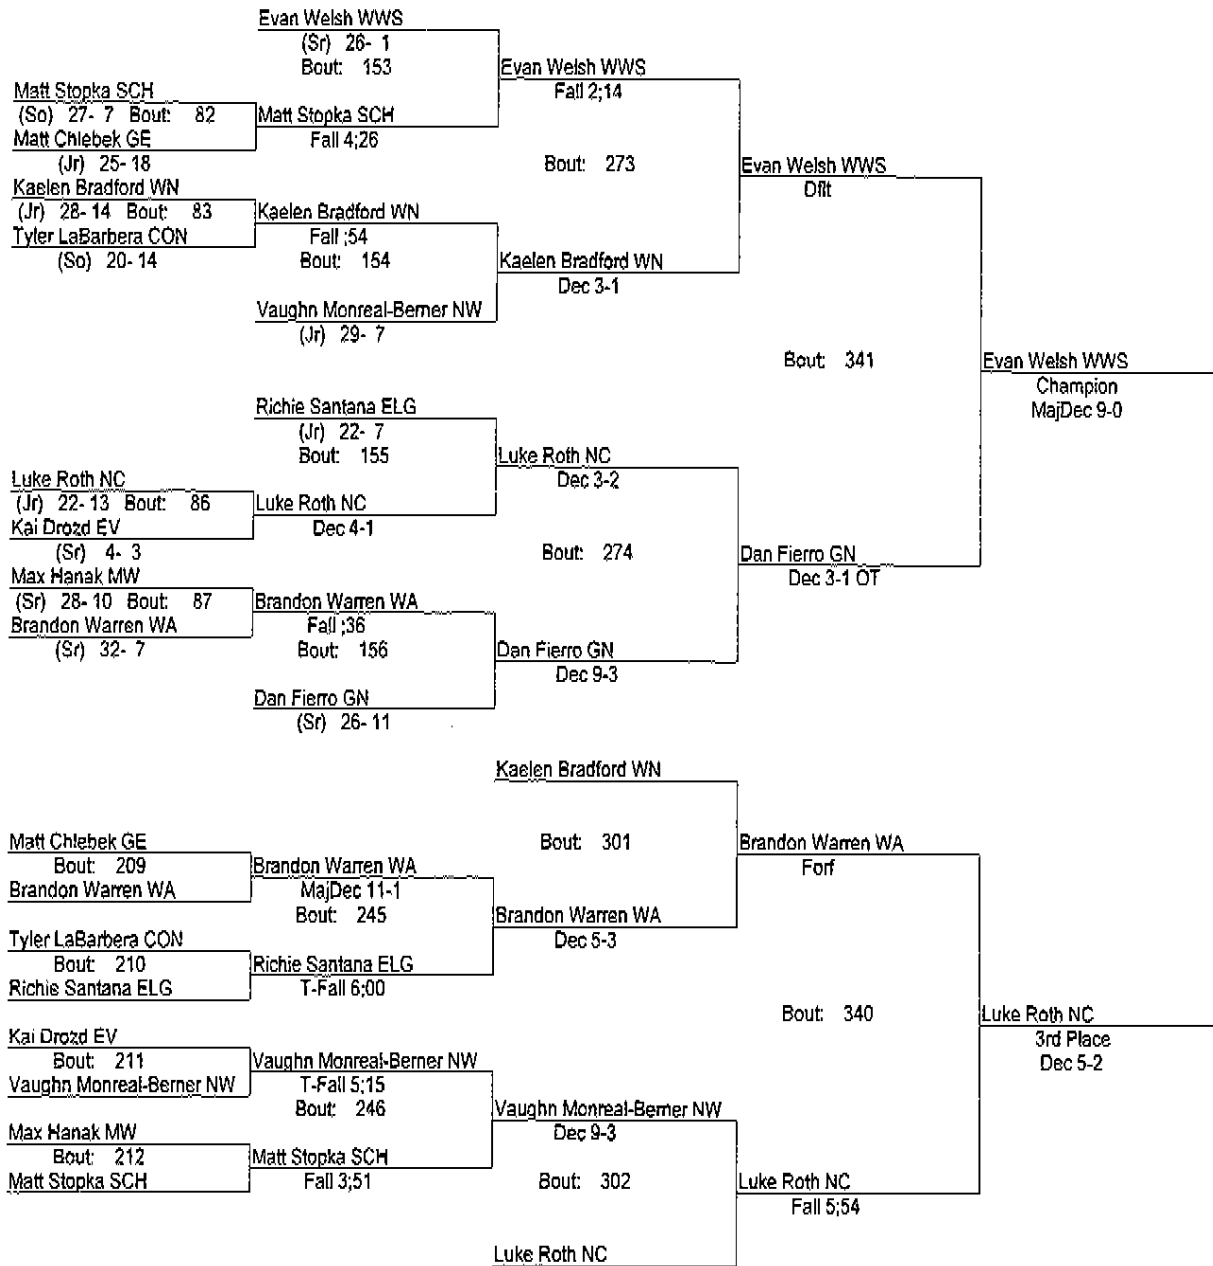 Evan Welsh WWS
(Sr) 26- 1
Bout: 153
Evan Welsh WWS
Fall 2;14
Matt Stopka SCH
(So) 27- 7 Bout: 82
Matt Stopka SCH
Fall 4;26
Matt Chlebek GE
(Jr) 25- 18
Bout: 273
Evan Welsh WWS
Dflt
Kaelen Bradford WN
(Jr) 28- 14 Bout: 83
Kaelen Bradford WN
Fall ;54
Tyler LaBarbera CON
(So) 20- 14
Bout: 154
Kaelen Bradford WN
Dec 3-1
Vaughn Monreal-Berner NW
(Jr) 29- 7
Bout: 341
Evan Welsh WWS
Champion
MajDec 9-0
Richie Santana ELG
(Jr) 22- 7
Bout: 155
Luke Roth NC
Dec 3-2
Luke Roth NC
(Jr) 22- 13 Bout: 86
Luke Roth NC
Dec 4-1
Kai Drozd EV
(Sr) 4- 3
Bout: 274
Dan Fierro GN
Dec 3-1 OT
Max Hanak MW
(Sr) 28- 10 Bout: 87
Brandon Warren WA
Fall ;36
Brandon Warren WA
(Sr) 32- 7
Bout: 156
Dan Fierro GN
Dec 9-3
Dan Fierro GN
(Sr) 26- 11
Kaelen Bradford WN
Bout: 301
Brandon Warren WA
Forf
Matt Chlebek GE
Bout: 209
Brandon Warren WA
Brandon Warren WA
MajDec 11-1
Bout: 245
Brandon Warren WA
Dec 5-3
Tyler LaBarbera CON
Bout: 210
Richie Santana ELG
Richie Santana ELG
T-Fall 6;00
Bout: 340
Luke Roth NC
3rd Place
Dec 5-2
Kai Drozd EV
Bout: 211
Vaughn Monreal-Berner NW
Vaughn Monreal-Berner NW
T-Fall 5;15
Bout: 246
Vaughn Monreal-Berner NW
Dec 9-3
Max Hanak MW
Bout: 212
Matt Stopka SCH
Matt Stopka SCH
Fall 3;51
Bout: 302
Luke Roth NC
Fall 5;54
Luke Roth NC